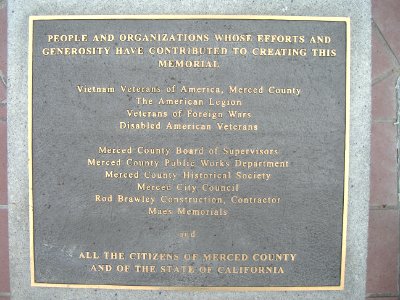 PEOPLE AND ORGANIZATIONS WHOSE EFFORTS AND
GENEROSITY HAVE CONTRIBUTED TO CREATING THIS
MEMORIAL
Vietnam Veterans of America, Merced County
The American Legion
Veterans of Foreign Wars
Disabled American Veterans
Merced County Board of Supervisors
Merced County Public Works Department
Merced County Historical Society
Merced City Council
Rod Brawley Construction, Contractor
Maes Memorials
and
ALL THE CITIZENS OF MERCED COUNTY
AND OF THE STATE OF CALIFORNIA